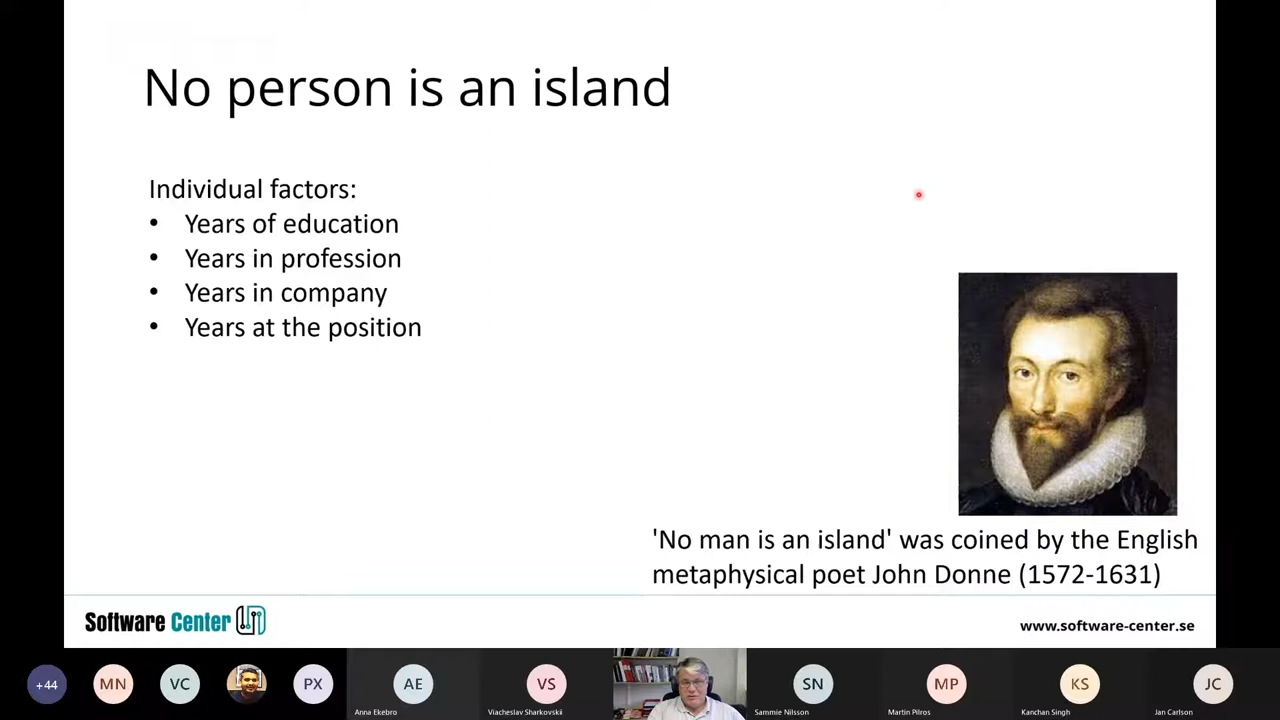 No person is an island
Individual factors:
• Years of education
• Years in profession
• Years in company
• Years at the position
'No man is an island' was coined by the English
metaphysical poet John Donne (1572-1631)
Software Center
www.software-center.se
+44
MN
VC
PX
AE
VS
SN
MP
KS
JC
Anna Ekebro
Viacheslav Sharkovskii
Sammie Nilsson
Martin Pilros
Kanchan Singh
Jan Carlson